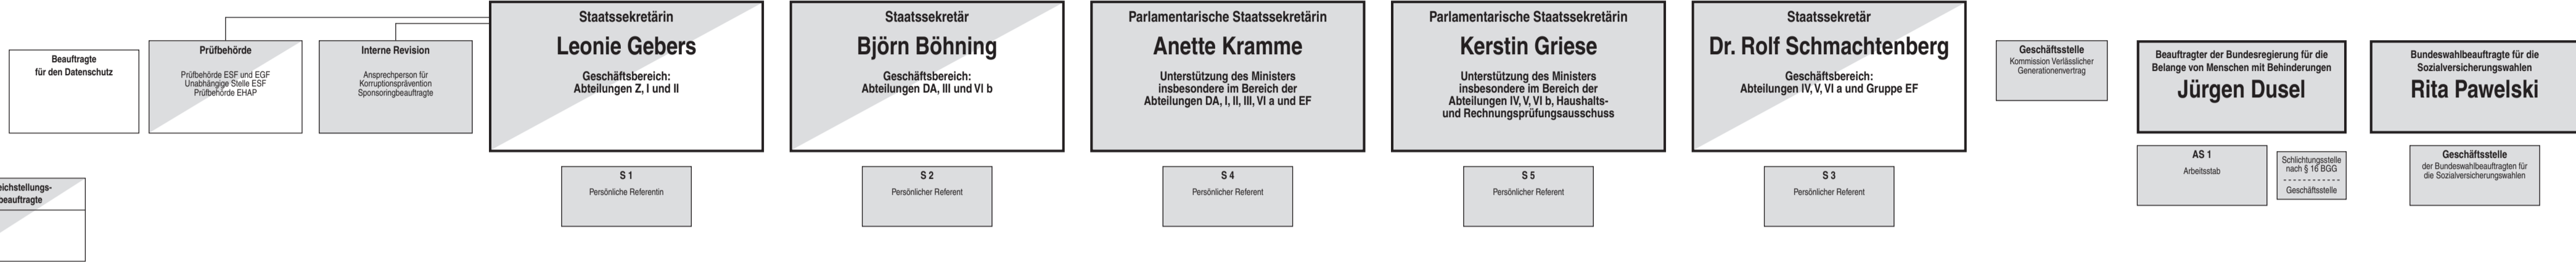 Beauftragte
für den Datenschutz
Prüfbehörde
Prüfbehörde ESF und EGF
Unabhängige Stelle ESF
Prüfbehörde EHAP
Interne Revision
Ansprechperson für
Korruptionsprävention
Sponsoringbeauftragte
Staatssekretärin
Leonie Gebers
Geschäftsbereich:
Abteilungen Z, I und II
S 1
Persönliche Referentin
Staatssekretär
Björn Böhning
Geschäftsbereich:
Abteilungen DA, III und VI b
S 2
Persönlicher Referent
Parlamentarische Staatssekretärin
Anette Kramme
Unterstützung des Ministers
insbesondere im Bereich der
Abteilungen DA, I, II, III, VI a und EF
S 4
Persönlicher Referent
Parlamentarische Staatssekretärin
Kerstin Griese
Unterstützung des Ministers
insbesondere im Bereich der
Abteilungen IV, V, VI b, Haushalts-
und Rechnungsprüfungsausschuss
S 5
Persönlicher Referent
Staatssekretär
Dr. Rolf Schmachtenberg
Geschäftsbereich:
Abteilungen IV, V, VI a und Gruppe EF
S 3
Persönlicher Referent
Geschäftsstelle
Kommission Verlässlicher
Generationenvertrag
Beauftragter der Bundesregierung für die
Belange von Menschen mit Behinderungen
Jürgen Dusel
AS 1
Arbeitsstab
Schlichtungsstelle
nach § 16 BGG
Geschäftsstelle
Bundeswahlbeauftragte für die
Sozialversicherungswahlen
Rita Pawelski
Geschäftsstelle
der Bundeswahlbeauftragten für
die Sozialversicherungswahlen
eichstellungs-
beauftragte